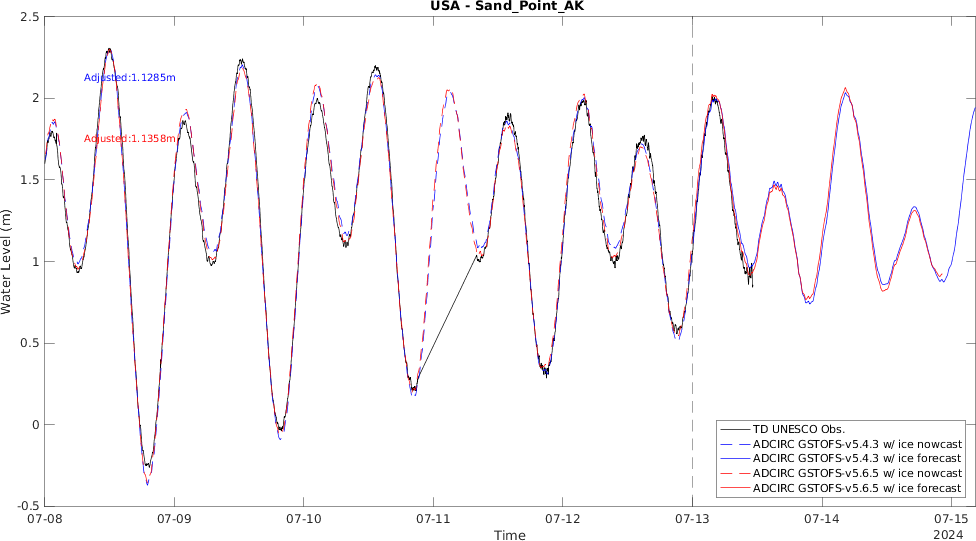 USA - Sand_Point_AK
2.5
2
1.5
1
0.5
0
-0.5
Water Level (m)
Adjusted:1.1285m
Adjusted:1.1358m
TD UNESCO Obs.
ADCIRC GSTOFS-v5.4.3 w/ ice nowcast
ADCIRC GSTOFS-v5.4.3 w/ ice forecast
ADCIRC GSTOFS-v5.6.5 w/ ice nowcast
ADCIRC GSTOFS-v5.6.5 w/ ice forecast
07-08 07-09 07-10 07-11 07-12 07-13 07-14 07-15
Time 2024